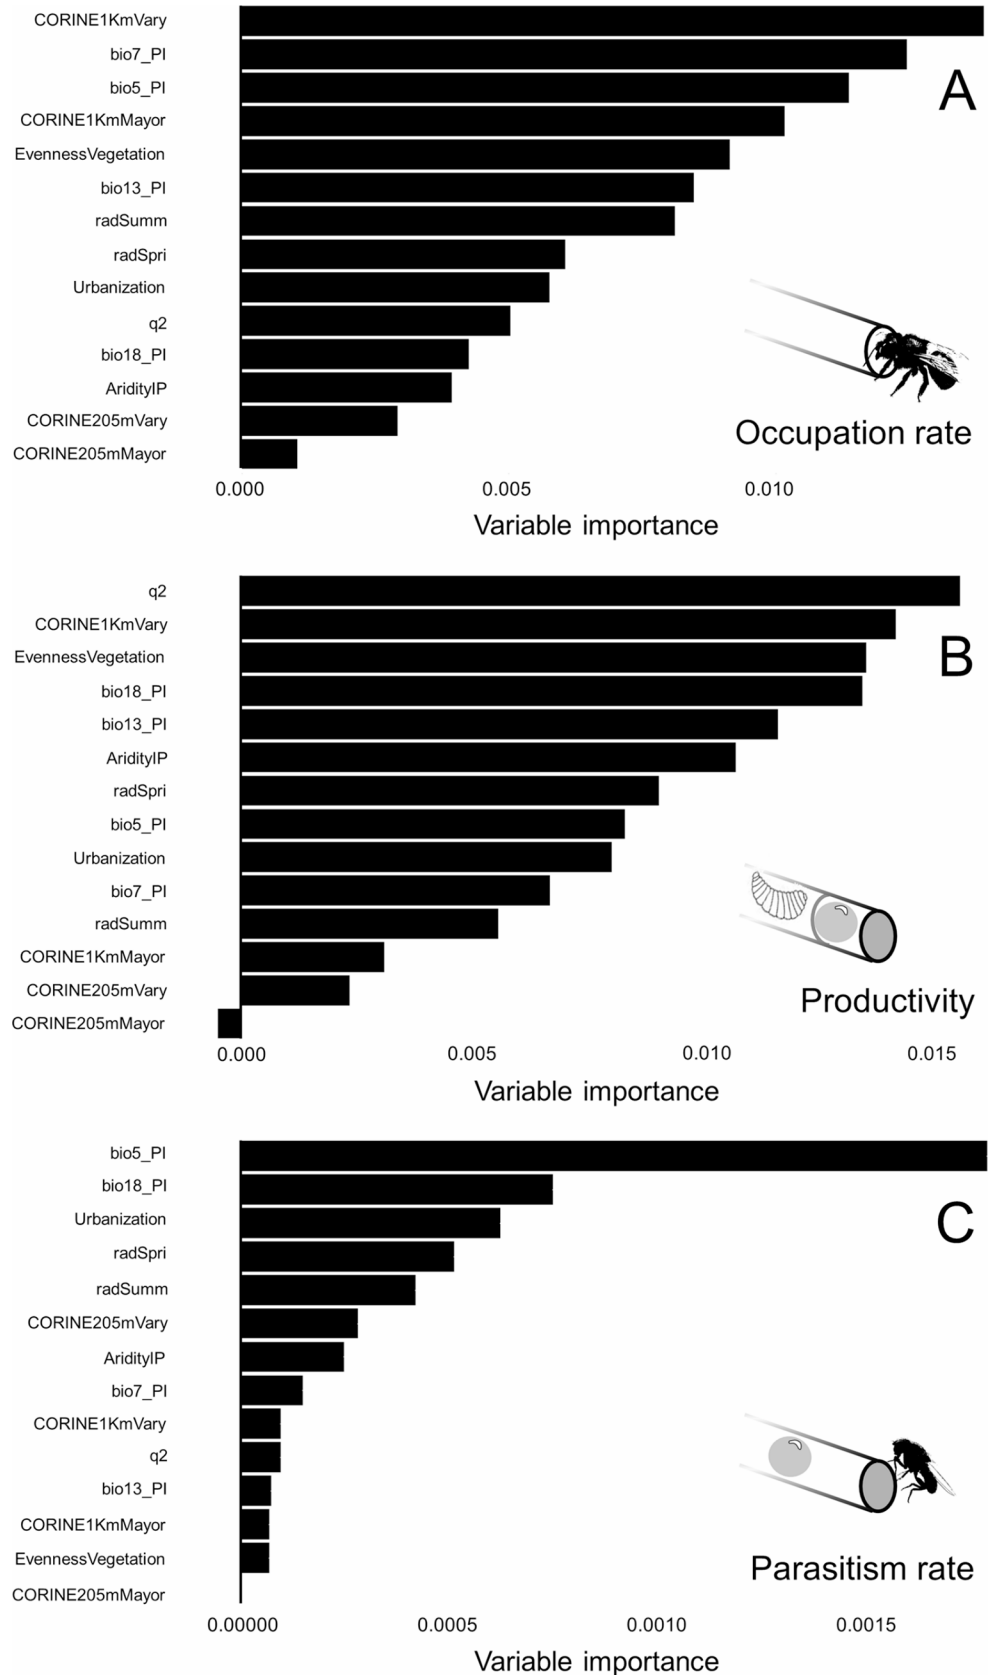 CORINE1KmVary
bio7_PI
bio5_PI
A
CORINE1KmMayor
EvennessVegetation
bio13_PI
radSumm
radSpri
Urbanization
q2
bio18_PI
AridityIP
CORINE205mVary
Occupation rate
CORINE205mMayor
0.000 0.005 0.010
Variable importance
q2
CORINE1KmVary
EvennessVegetation
B
bio18_PI
bio13_PI
AridityIP
radSpri
bio5_PI
Urbanization
bio7_PI
radSumm
CORINE1KmMayor
CORINE205mVary
Productivity
CORINE205mMayor
0.000 0.005 0.010 0.015
Variable importance
bio5_PI
bio18_PI
Urbanization
C
radSpri
radSumm
CORINE205mVary
AridityIP
bio7_PI
CORINE1KmVary
q2
bio13_PI
CORINE1KmMayor
EvennessVegetation
Parasitism rate
CORINE205mMayor
0.00000 0.0005 0.0010 0.0015
Variable importance